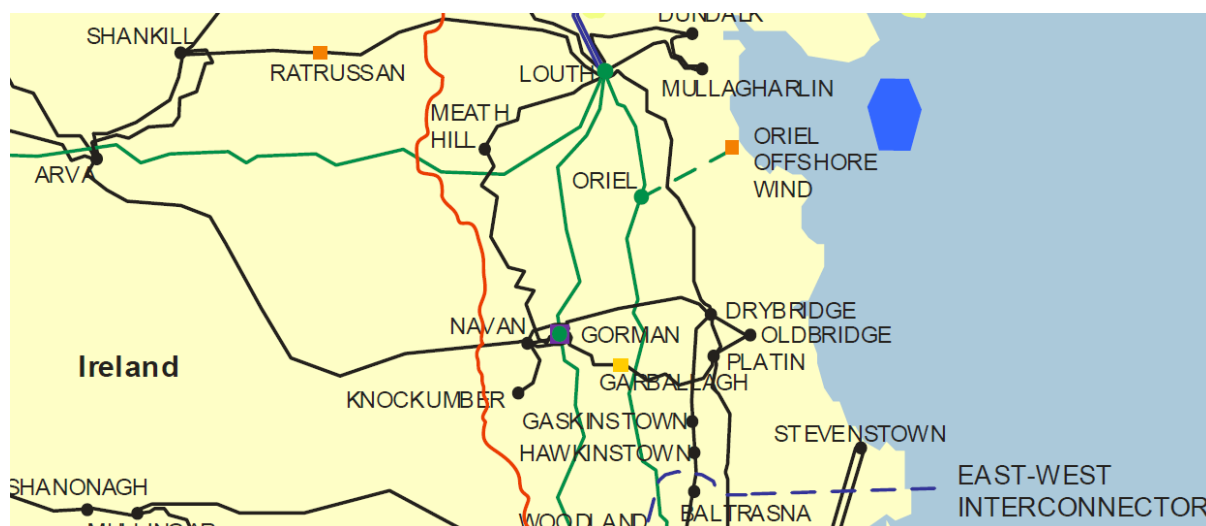 DUNDALK
SHANKILL
RATRUSSAN
LOUTH
MULLAGHARLIN
MEATH
HILL
ORIEL
OFFSHORE
WIND
ARVA
ORIEL
DRYBRIDGE
NAVAN
GORMAN
OLDBRIDGE
PLATIN
Ireland
GARBALLAGH
KNOCKUMBER
GASKINSTOWN
STEVENSTOWN
HAWKINSTOWN
EAST-WEST
INTERCONNECTOR
SHANONAGH
BALTRASNA
WOODLAND
MULLINGAR